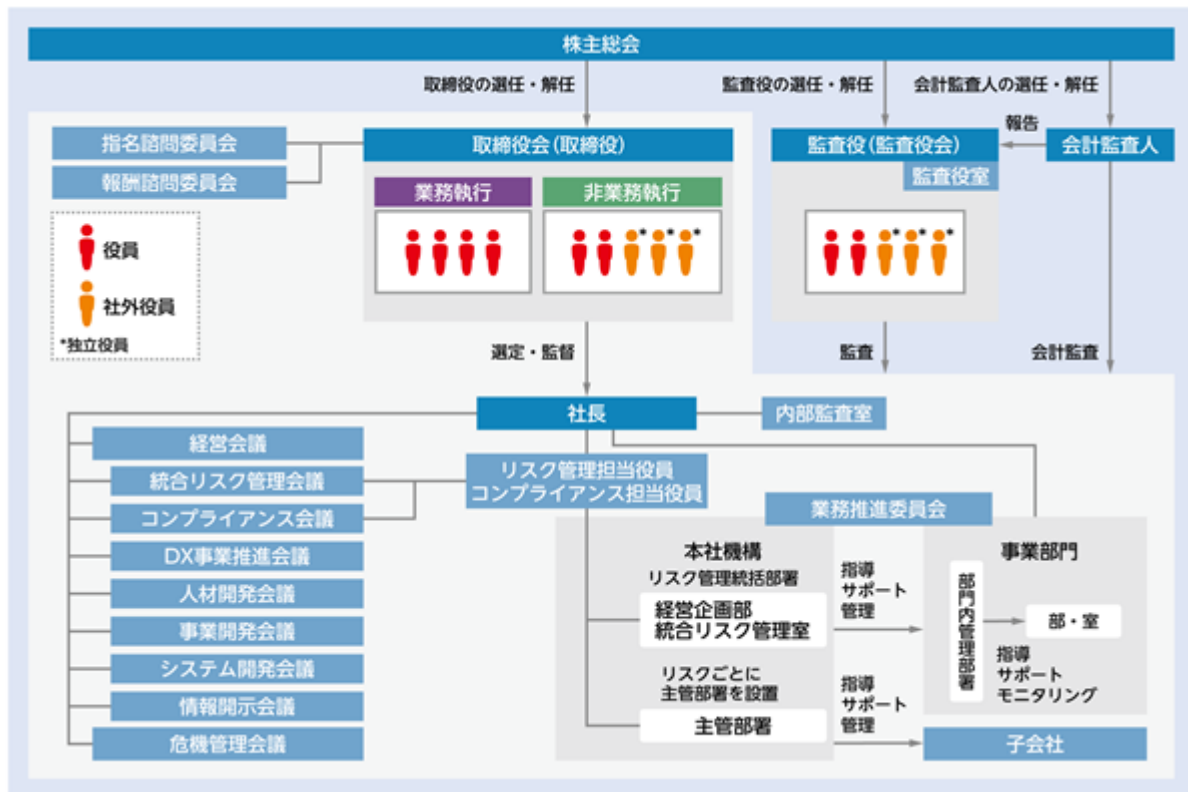 株主総会
取締役の選任・解任
監査役の選任・解任
会計監査人の選任・解任
指名諮問委員会
報酬諮問委員会
取締役会(取締役)
業務執行
非業務執行
* * *
監査役(監査役会)
監査役室
* * *
報告
会計監査人
役員
社外役員
*独立役員
選定・監督
監査
会計監査
社長
内部監査室
経営会議
統合リスク管理会議
コンプライアンス会議
DX事業推進会議
人材開発会議
事業開発会議
システム開発会議
情報開示会議
危機管理会議
リスク管理担当役員
コンプライアンス担当役員
業務推進委員会
本社機構
リスク管理統括部署
経営企画部
統合リスク管理室
リスクごとに
主管部署を設置
主管部署
指導
サポート
管理
指導
サポート
管理
事業部門
部門内管理部署
部・室
指導
サポート
モニタリング
子会社